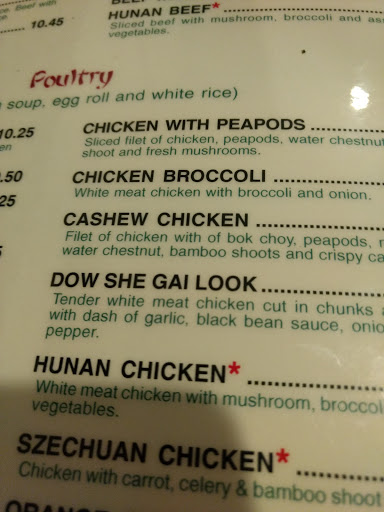 BEEF
ce. Beef with
10.45
HUNAN BEEF*
Sliced beef with mushroom, broccoli and
vegetables.
Poultry
soup, egg roll and white rice)
10.25
CHICKEN WITH PEAPODS
Sliced filet of chicken, peapods, water chestnut
shoot and fresh mushrooms.
.50
CHICKEN BROCCOLI
White meat chicken with broccoli and onion.
25
CASHEW CHICKEN
Filet of chicken with of bok choy, peapods,
water chestnut, bamboo shoots and crispy ca
DOW SHE GAI LOOK
Tender white meat chicken cut in chunks
with dash of garlic, black bean sauce, onio
pepper.
HUNAN CHICKEN*
White meat chicken with mushroom, broccol
vegetables.
SZECHUAN CHICKEN*
Chicken with carrot, celery & bamboo shoot